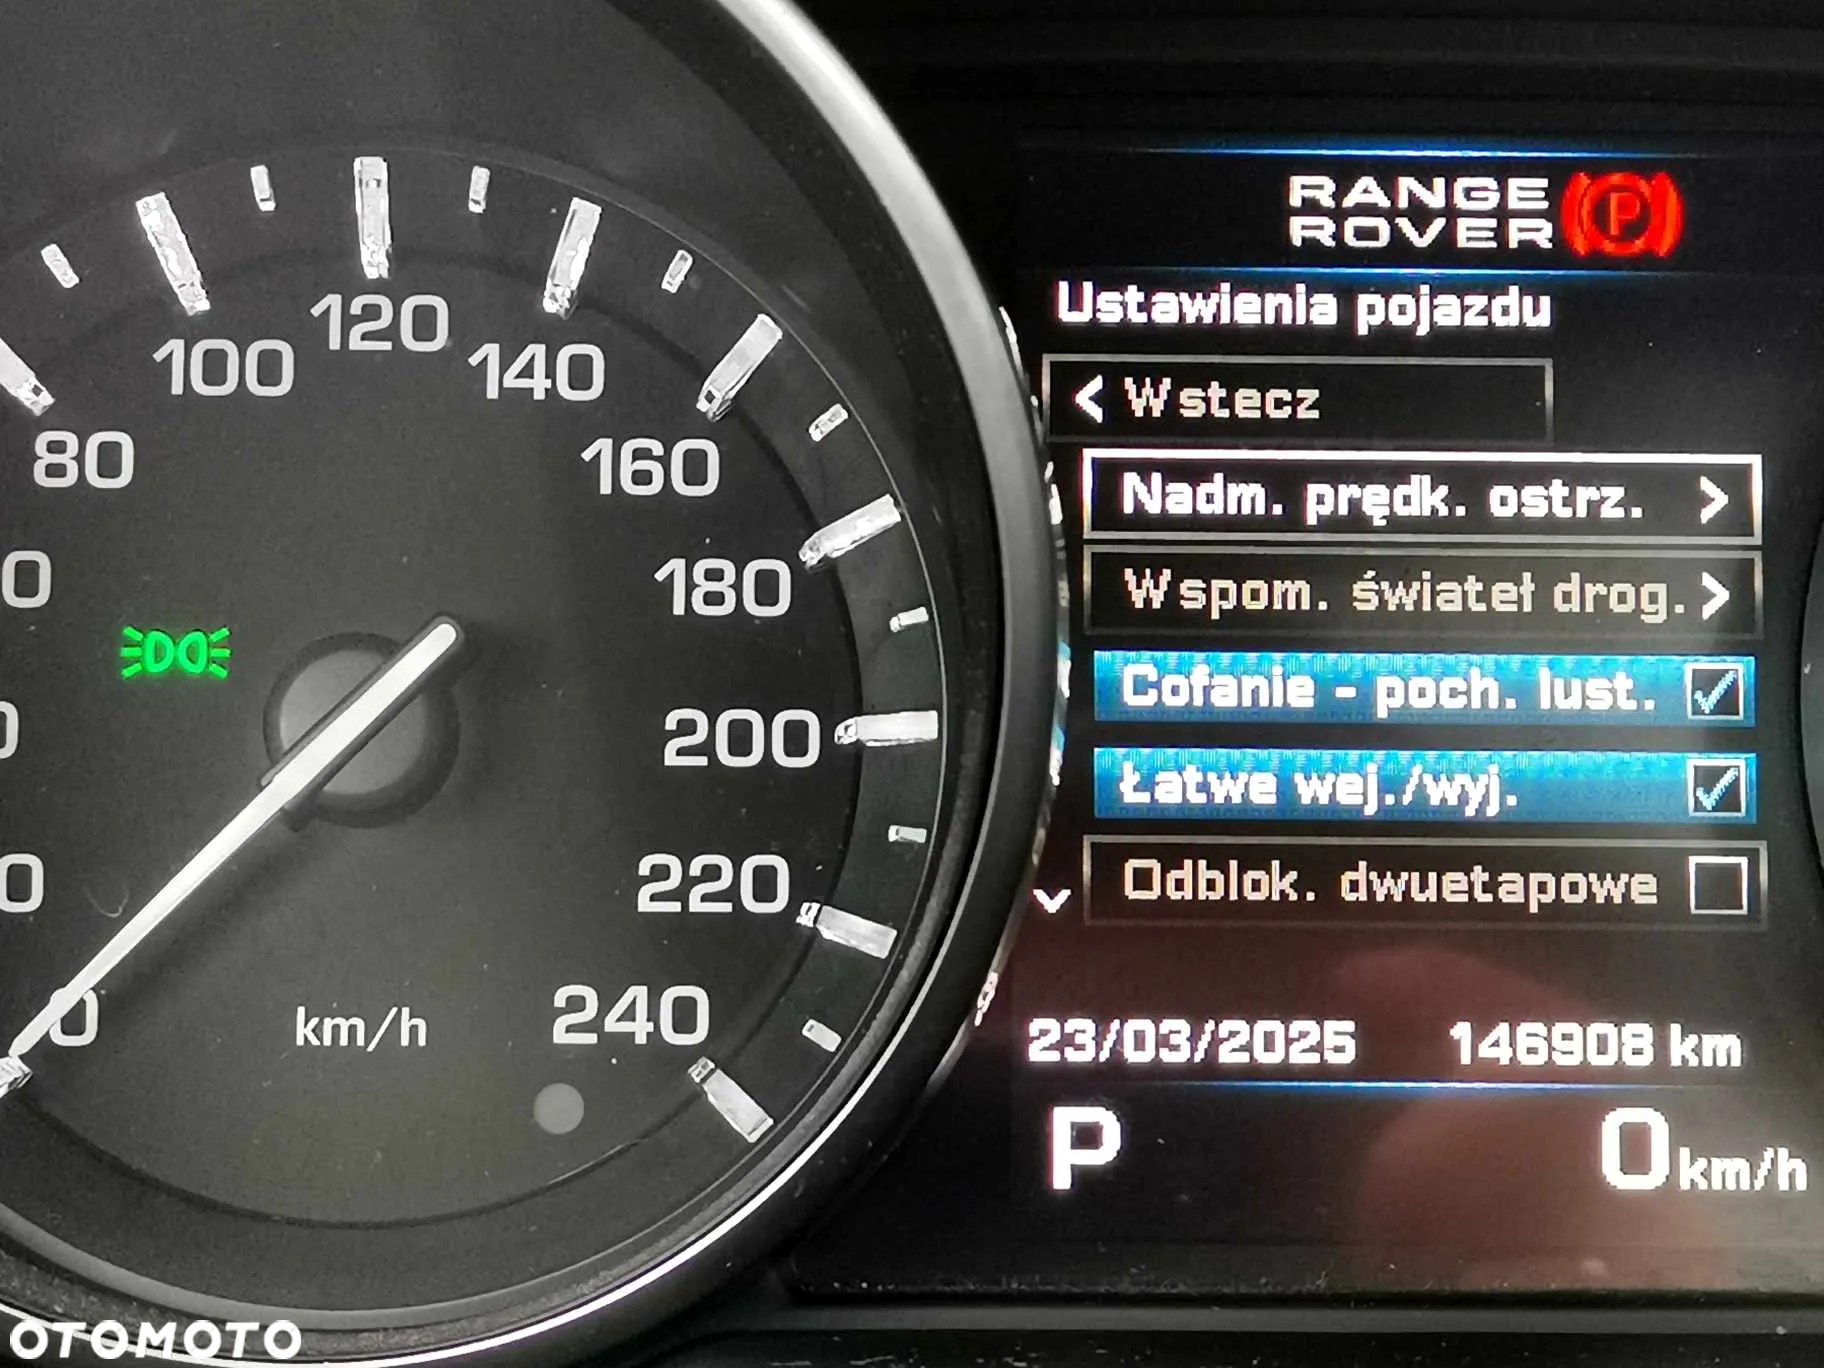 80
100
120
140
160
180
200
220
240
0
km/h
RANGE
ROVER
P
Ustawienia pojazdu
< Wstecz
Nadm. prędk. ostrz. >
Wspom. świateł drog. >
Cofanie - poch. lust.
Łatwe wej./wyj.
Odblok. dwuetapowe
23/03/2025 146908 km
P 0 km/h
OTOMOTO